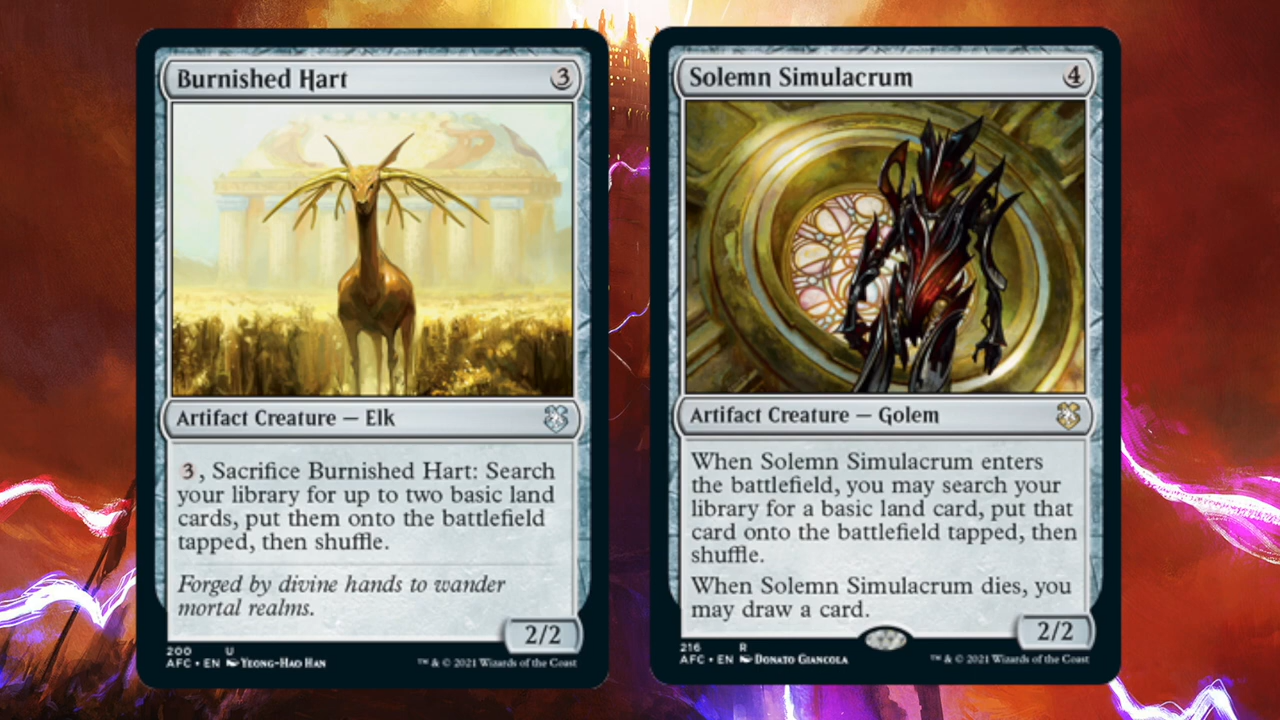 Burnished Hart 3
Artifact Creature — Elk
3, Sacrifice Burnished Hart: Search
your library for up to two basic land
cards, put them onto the battlefield
tapped, then shuffle.
Forged by divine hands to wander
mortal realms.
2/2
200 U
AFC • EN Yeong-Hao Han
™ & © 2021 Wizards of the Coast
Solemn Simulacrum 4
Artifact Creature — Golem
When Solemn Simulacrum enters
the battlefield, you may search your
library for a basic land card, put that
card onto the battlefield tapped, then
shuffle.
When Solemn Simulacrum dies, you
may draw a card.
2/2
216 R
AFC • EN Donato Giancola
™ & © 2021 Wizards of the Coast